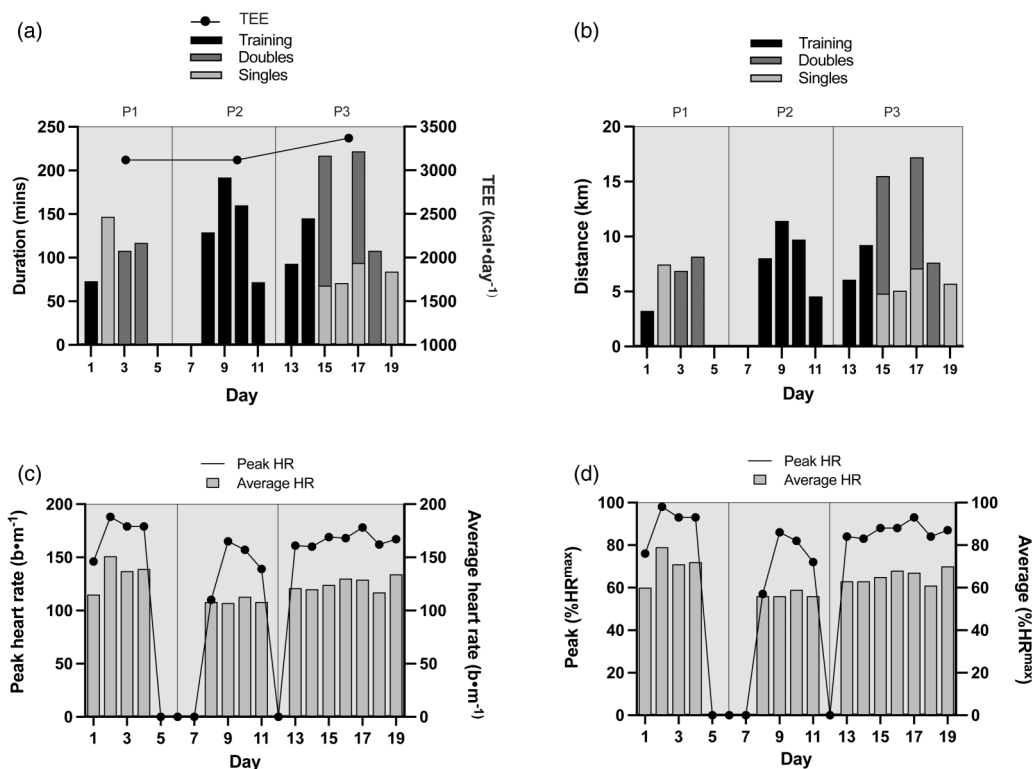 (a)
TEE
Training
Doubles
Singles
P1 P2 P3
250
200
150
100
50
0
Duration (mins)
3500
3000
2500
2000
1500
1000
TEE (kcal•day⁻¹)
1 3 5 7 9 11 13 15 17 19
Day
(b)
Training
Doubles
Singles
P1 P2 P3
20
15
10
5
0
Distance (km)
1 3 5 7 9 11 13 15 17 19
Day
(c)
Peak HR
Average HR
200
150
100
50
0
Peak heart rate (b•m⁻¹)
200
150
100
50
0
Average heart rate (b•m⁻¹)
1 3 5 7 9 11 13 15 17 19
Day
(d)
Peak HR
Average HR
100
80
60
40
20
0
Peak (%HRᵐᵃˣ)
100
80
60
40
20
0
Average (%HRᵐᵃˣ)
1 3 5 7 9 11 13 15 17 19
Day